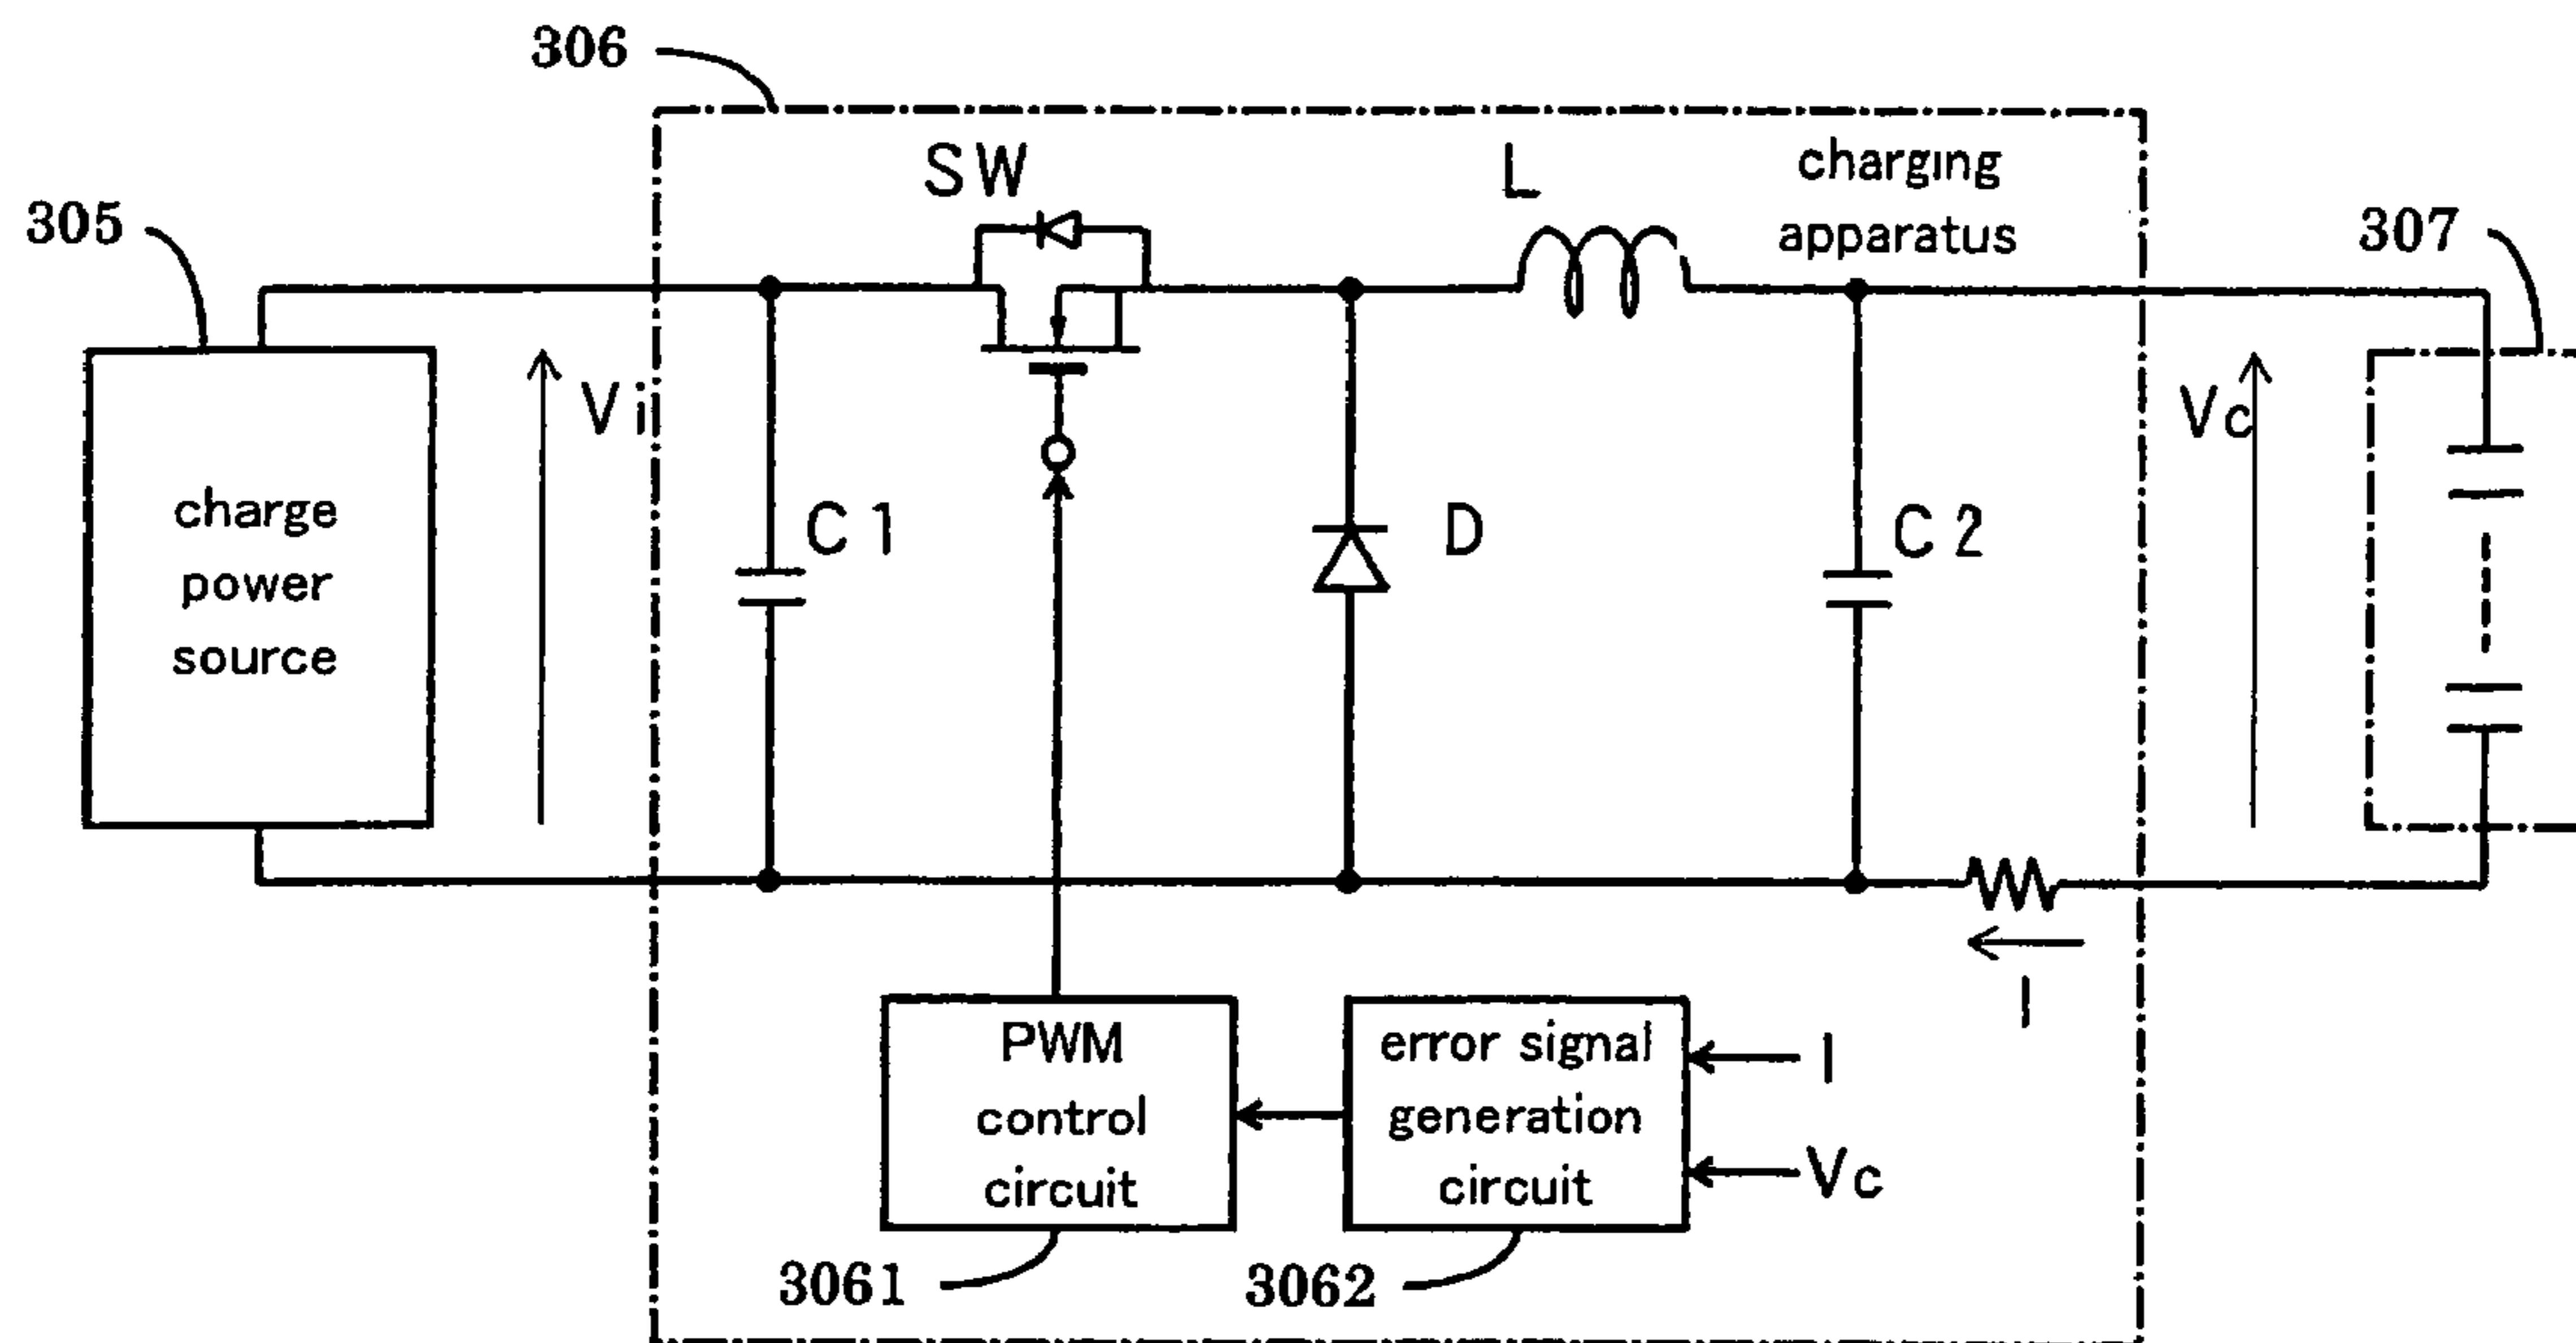 306
SW
L
charging
apparatus
305
307
Vi
Vc
charge
power
source
C1
D
C2
I
PWM
control
circuit
error signal
generation
circuit
I
Vc
3061
3062